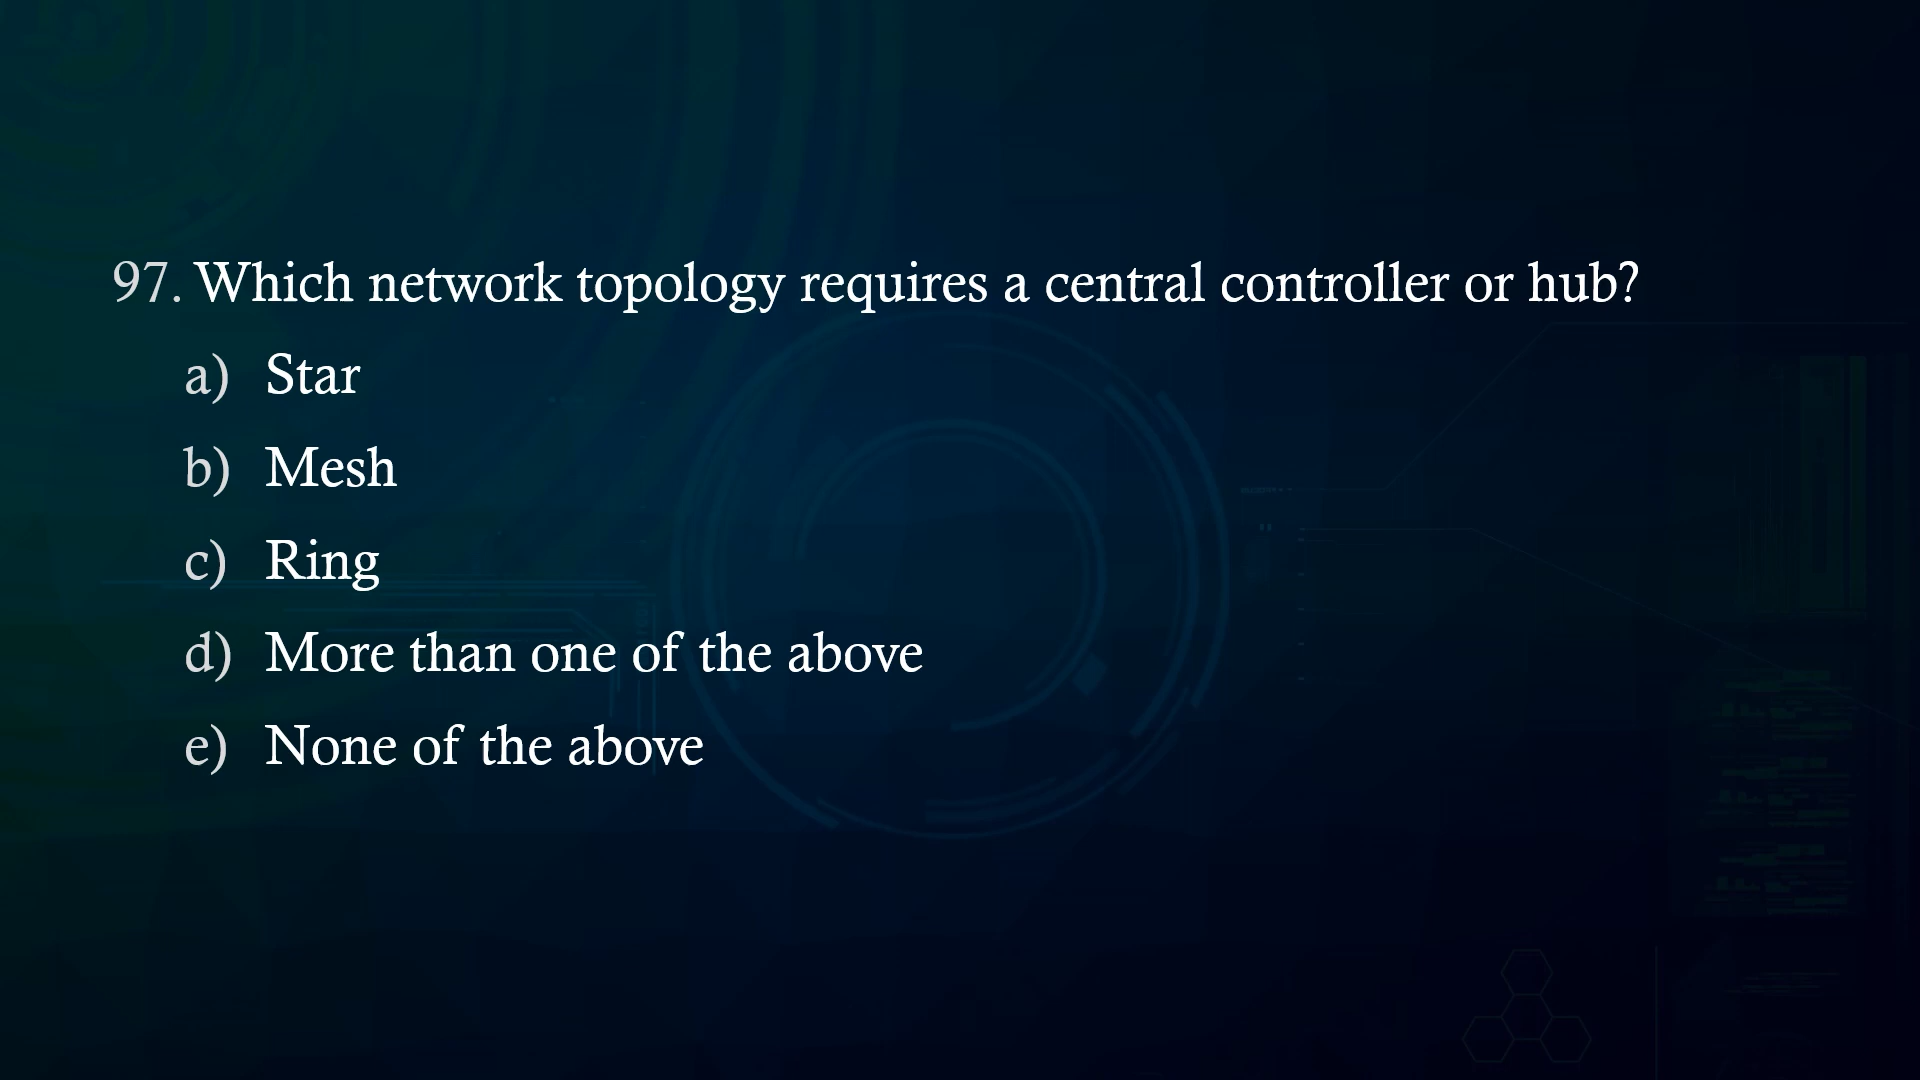 97. Which network topology requires a central controller or hub?
a) Star
b) Mesh
c) Ring
d) More than one of the above
e) None of the above